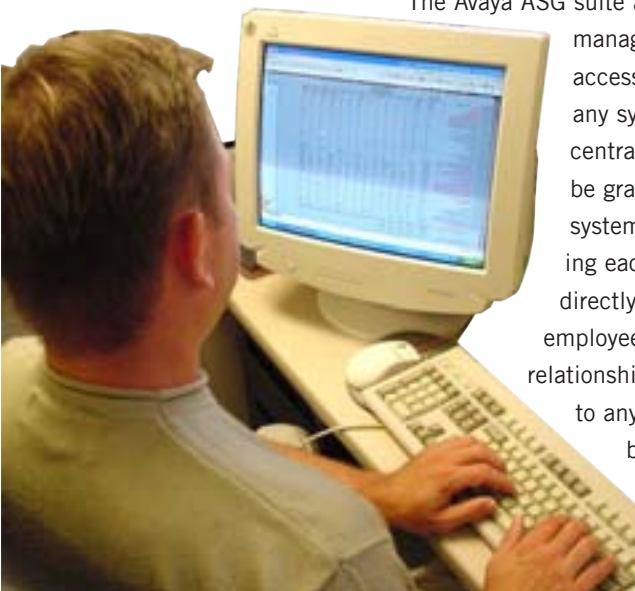 The Avaya ASG suite a
manag
access
any sy
centra
be gra
system
ing eac
directly
employee
relationshi
to any
b